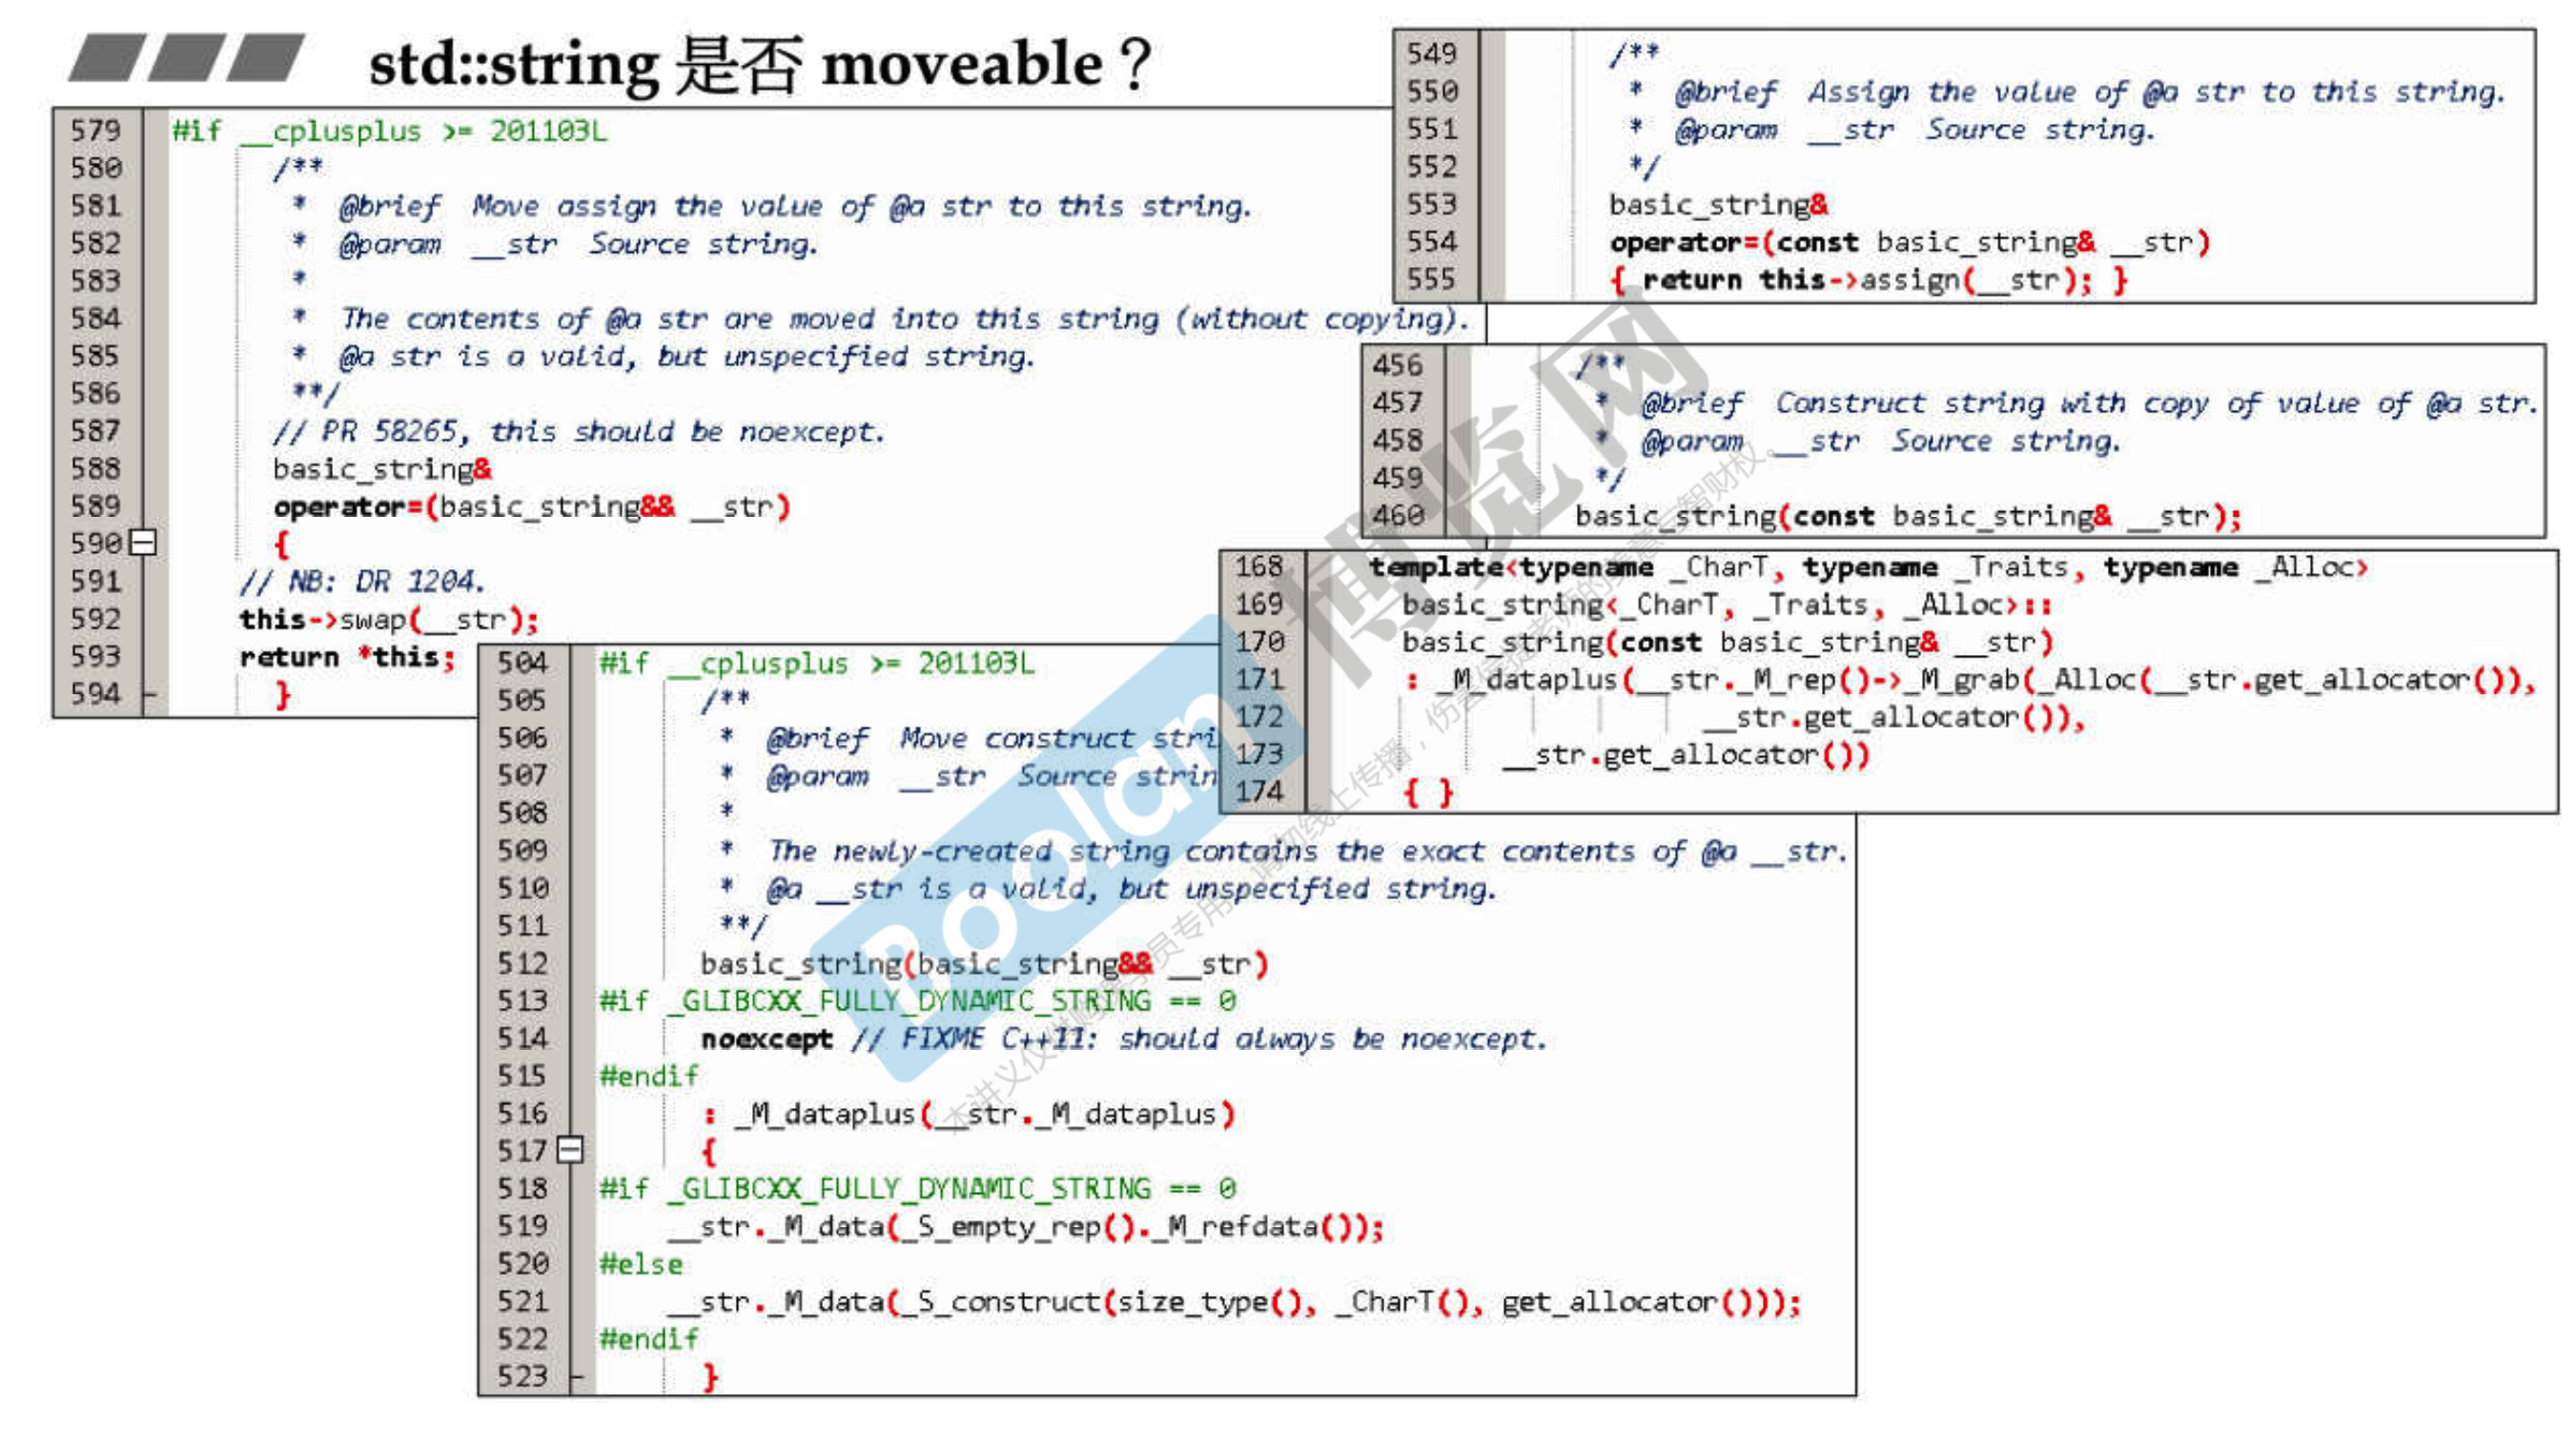 std::string 是否 moveable？
579 #if __cplusplus >= 201103L
580 /**
581 * @brief Move assign the value of @a str to this string.
582 * @param __str Source string.
583 *
584 * The contents of @a str are moved into this string (without copying).
585 * @a str is a valid, but unspecified string.
586 **/
587 // PR 58265, this should be noexcept.
588 basic_string&
589 operator=(basic_string&& __str)
590 {
591 // NB: DR 1204.
592 this->swap(__str);
593 return *this;
594 }
549 /**
550 * @brief Assign the value of @a str to this string.
551 * @param __str Source string.
552 */
553 basic_string&
554 operator=(const basic_string& __str)
555 { return this->assign(__str); }
456 /**
457 * @brief Construct string with copy of value of @a str.
458 * @param __str Source string.
459 */
460 basic_string(const basic_string& __str);
168 template<typename _CharT, typename _Traits, typename _Alloc>
169 basic_string<_CharT, _Traits, _Alloc>::
170 basic_string(const basic_string& __str)
171 : _M_dataplus(__str._M_rep()->_M_grab(_Alloc(__str.get_allocator()),
172 __str.get_allocator()),
173 __str.get_allocator())
174 { }
504 #if __cplusplus >= 201103L
505 /**
506 * @brief Move construct stri
507 * @param __str Source strin
508 *
509 * The newly-created string contains the exact contents of @a __str.
510 * @a __str is a valid, but unspecified string.
511 **/
512 basic_string(basic_string&& __str)
513 #if _GLIBCXX_FULLY_DYNAMIC_STRING == 0
514 noexcept // FIXME C++11: should always be noexcept.
515 #endif
516 : _M_dataplus(__str._M_dataplus)
517 {
518 #if _GLIBCXX_FULLY_DYNAMIC_STRING == 0
519 __str._M_data(_S_empty_rep()._M_refdata());
520 #else
521 __str._M_data(_S_construct(size_type(), _CharT(), get_allocator()));
522 #endif
523 }
Boolan 博览网